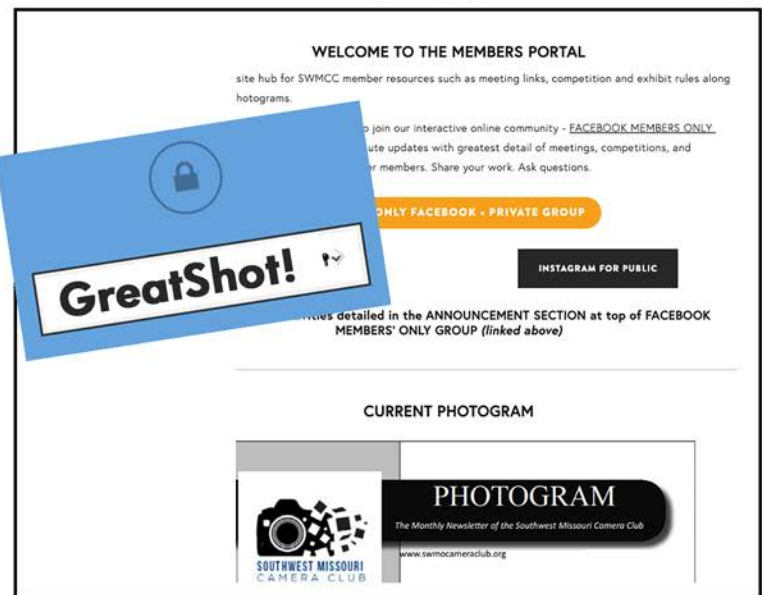 WELCOME TO THE MEMBERS PORTAL
site hub for SWMCC member resources such as meeting links, competition and exhibit rules along
hotograms.
o join our interactive online community - FACEBOOK MEMBERS ONLY
ute updates with greatest detail of meetings, competitions, and
er members. Share your work. Ask questions.
ONLY FACEBOOK • PRIVATE GROUP
GreatShot!
INSTAGRAM FOR PUBLIC
ities detailed in the ANNOUNCEMENT SECTION at top of FACEBOOK
MEMBERS' ONLY GROUP (linked above)
CURRENT PHOTOGRAM
PHOTOGRAM
The Monthly Newsletter of the Southwest Missouri Camera Club
www.swmocameraclub.org
SOUTHWEST MISSOURI
CAMERA CLUB